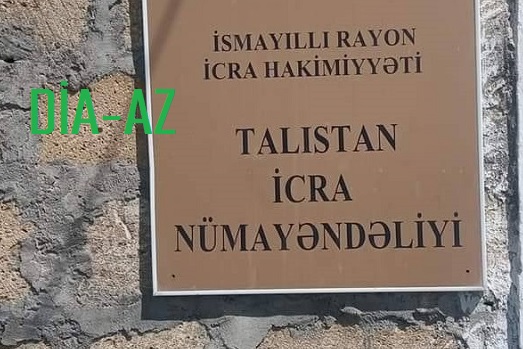 İSMAYILLI RAYON
İCRA HAKİMİYYƏTİ
DİA-AZ
TALISTAN
İCRA
NÜMAYƏNDƏLİYİ